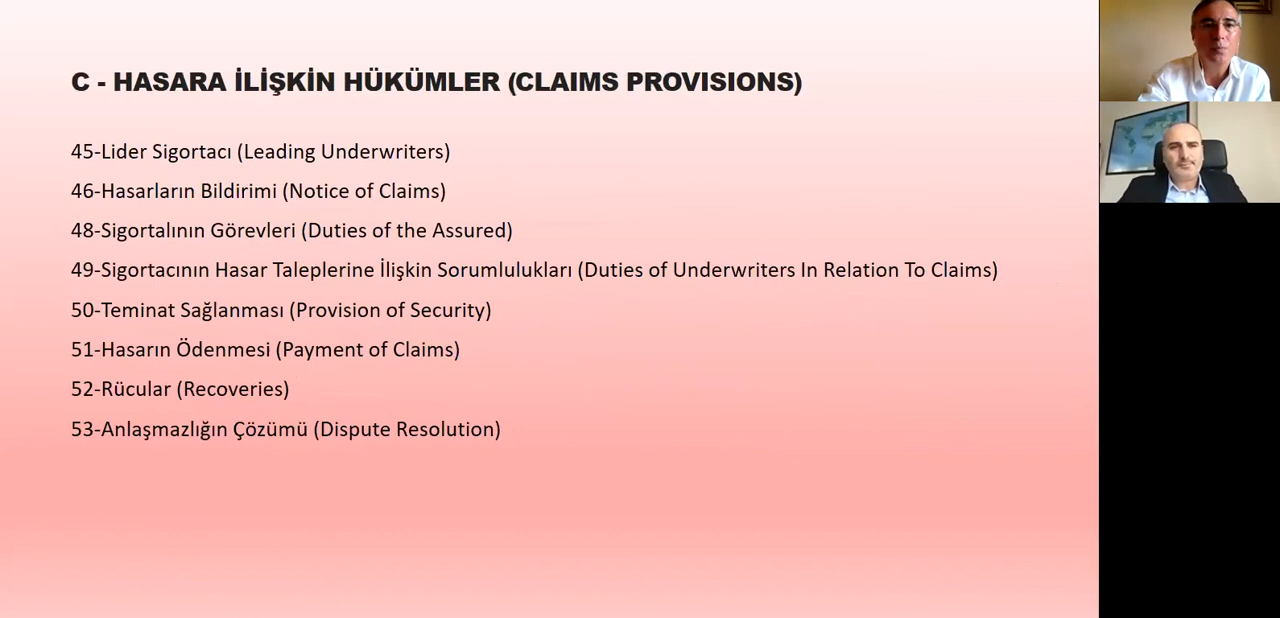 C - HASARA İLİŞKİN HÜKÜMLER (CLAIMS PROVISIONS)
45-Lider Sigortacı (Leading Underwriters)
46-Hasarların Bildirimi (Notice of Claims)
48-Sigortalının Görevleri (Duties of the Assured)
49-Sigortacının Hasar Taleplerine İlişkin Sorumlulukları (Duties of Underwriters In Relation To Claims)
50-Teminat Sağlanması (Provision of Security)
51-Hasarın Ödenmesi (Payment of Claims)
52-Rücular (Recoveries)
53-Anlaşmazlığın Çözümü (Dispute Resolution)